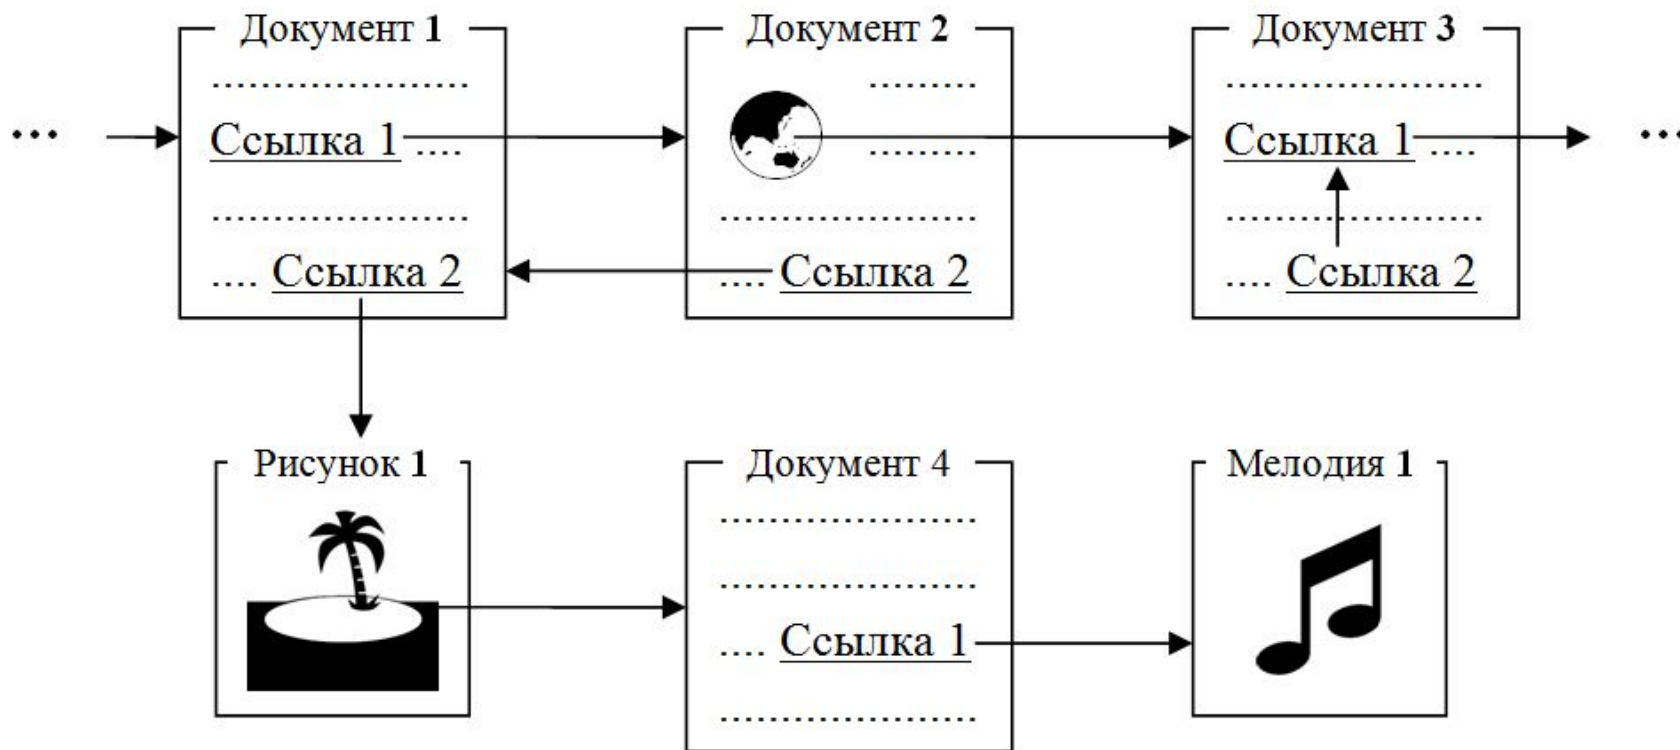 Документ 1
.....................
... Ссылка 1 ....
.....................
.... Ссылка 2
Документ 2
.........
.........
.....................
.... Ссылка 2
Документ 3
.....................
Ссылка 1 .... ...
.....................
.... Ссылка 2
Рисунок 1
Документ 4
.....................
.....................
.... Ссылка 1
.....................
Мелодия 1